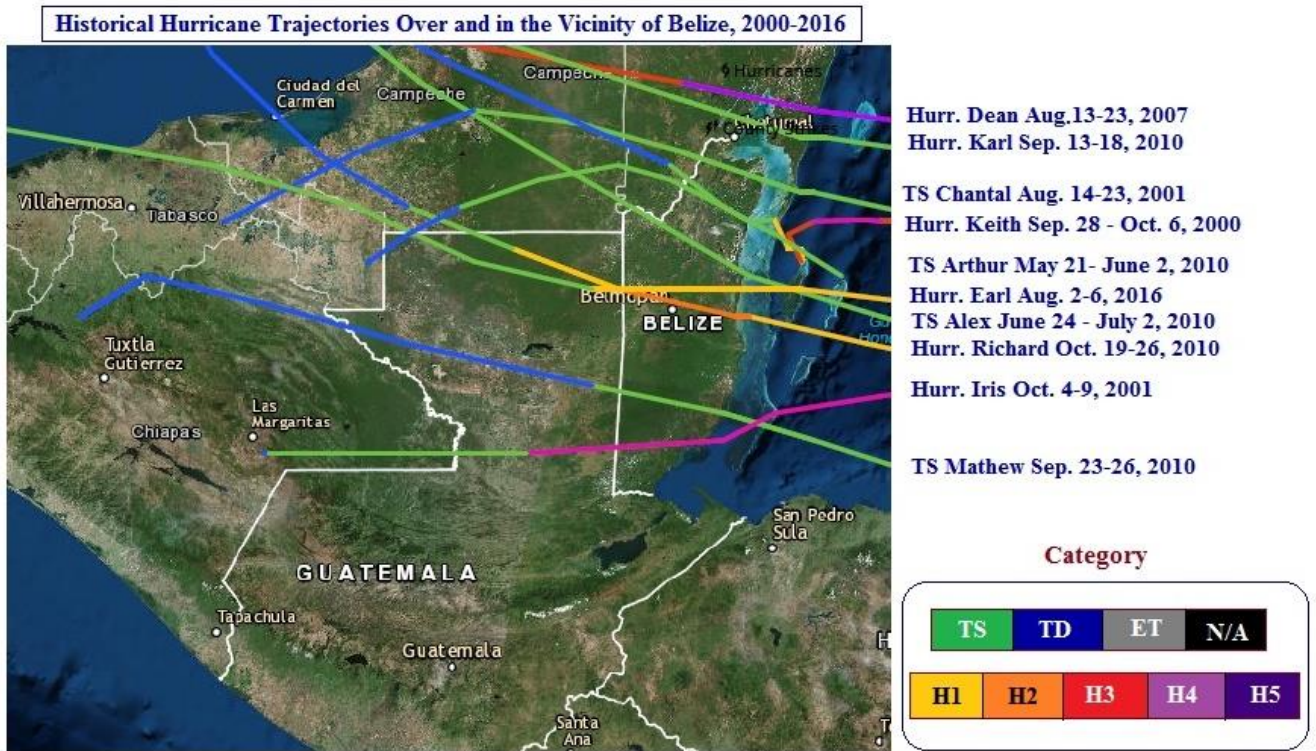 Historical Hurricane Trajectories Over and in the Vicinity of Belize, 2000-2016
Ciudad del
Carmen
Campeche
Campeche
Hurricanes
County Strikes
Villahermosa
Tabasco
Belmopan
BELIZE
Tuxtla
Gutierrez
Las
Margaritas
Chiapas
San Pedro
Sula
GUATEMALA
Tapachula
Guatemala
Santa
Ana
Hurr. Dean Aug.13-23, 2007
Hurr. Karl Sep. 13-18, 2010
TS Chantal Aug. 14-23, 2001
Hurr. Keith Sep. 28 - Oct. 6, 2000
TS Arthur May 21- June 2, 2010
Hurr. Earl Aug. 2-6, 2016
TS Alex June 24 - July 2, 2010
Hurr. Richard Oct. 19-26, 2010
Hurr. Iris Oct. 4-9, 2001
TS Mathew Sep. 23-26, 2010
Category
TS TD ET N/A
H1 H2 H3 H4 H5